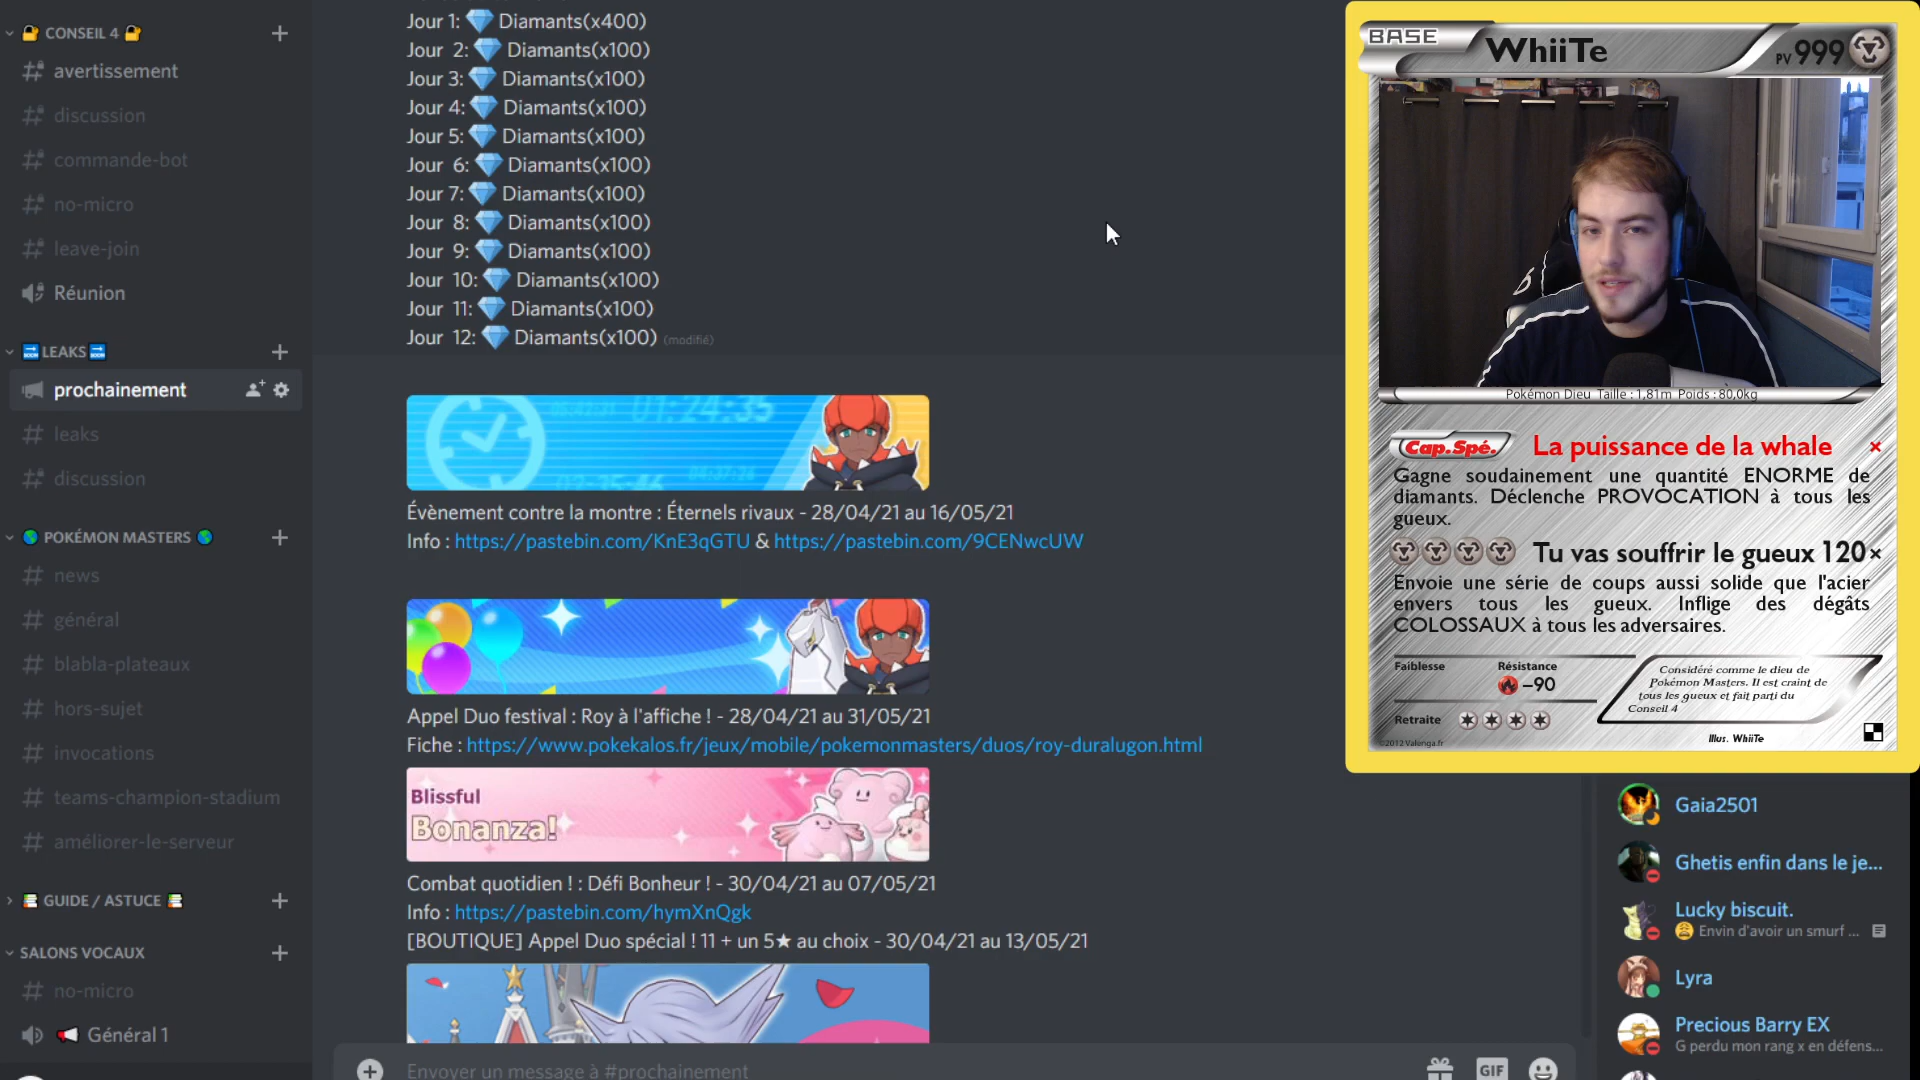 CONSEIL 4
avertissement
discussion
commande-bot
no-micro
leave-join
Réunion
LEAKS
prochainement
leaks
discussion
POKÉMON MASTERS
news
général
blabla-plateaux
hors-sujet
invocations
teams-champion-stadium
améliorer-le-serveur
GUIDE / ASTUCE
SALONS VOCAUX
no-micro
Général 1
Jour 1: Diamants(x400)
Jour 2: Diamants(x100)
Jour 3: Diamants(x100)
Jour 4: Diamants(x100)
Jour 5: Diamants(x100)
Jour 6: Diamants(x100)
Jour 7: Diamants(x100)
Jour 8: Diamants(x100)
Jour 9: Diamants(x100)
Jour 10: Diamants(x100)
Jour 11: Diamants(x100)
Jour 12: Diamants(x100) (modifié)
01:24:35
Évènement contre la montre : Éternels rivaux - 28/04/21 au 16/05/21
Info : https://pastebin.com/KnE3qGTU & https://pastebin.com/9CENwcUW
Appel Duo festival : Roy à l'affiche ! - 28/04/21 au 31/05/21
Fiche : https://www.pokekalos.fr/jeux/mobile/pokemonmasters/duos/roy-duralugon.html
Blissful
Bonanza!
Combat quotidien ! : Défi Bonheur ! - 30/04/21 au 07/05/21
Info : https://pastebin.com/hymXnQgk
[BOUTIQUE] Appel Duo spécial ! 11 + un 5★ au choix - 30/04/21 au 13/05/21
Envoyer un message à #prochainement
GIF
BASE
WhiiTe
PV 999
Pokémon Dieu Taille : 1,81m Poids : 80,0kg
Cap.Spé. La puissance de la whale ×
Gagne soudainement une quantité ENORME de
diamants. Déclenche PROVOCATION à tous les
gueux.
Tu vas souffrir le gueux 120×
Envoie une série de coups aussi solide que l'acier
envers tous les gueux. Inflige des dégâts
COLOSSAUX à tous les adversaires.
Faiblesse
Résistance
-90
Retraite
Considéré comme le dieu de
Pokémon Masters. Il est craint de
tous les gueux et fait parti du
Conseil 4
©2012 Valenga.fr
Illus. WhiiTe
Gaia2501
Ghetis enfin dans le je...
Lucky biscuit.
Envin d'avoir un smurf ...
Lyra
Precious Barry EX
G perdu mon rang x en défens...